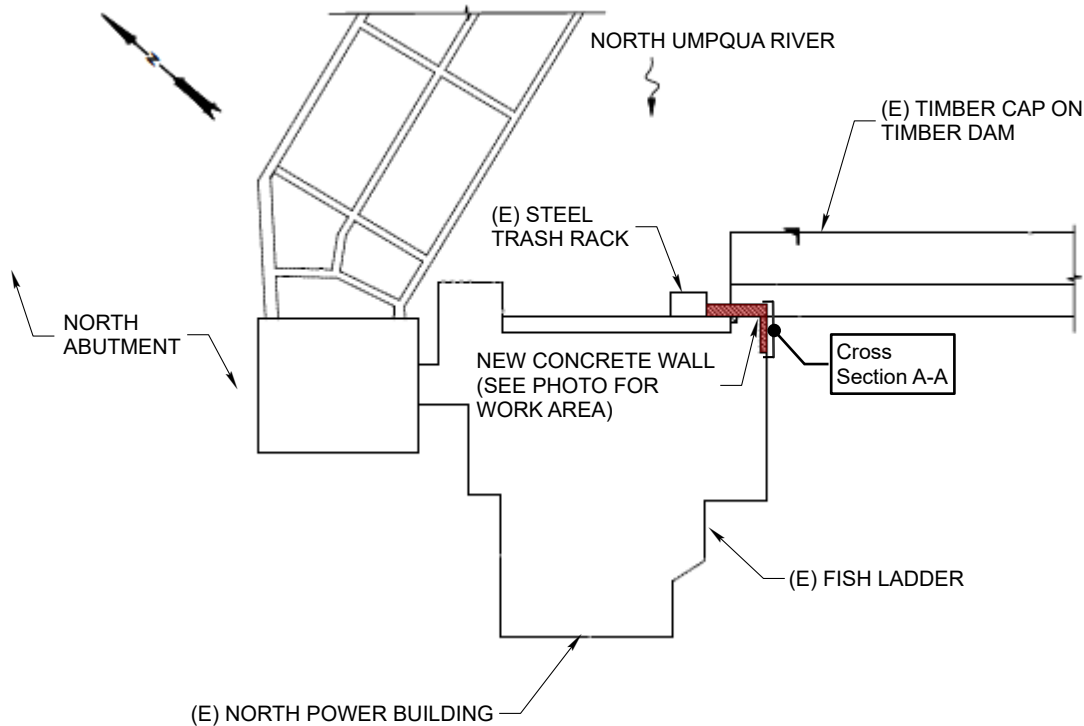 N
NORTH UMPQUA RIVER
(E) TIMBER CAP ON
TIMBER DAM
(E) STEEL
TRASH RACK
NORTH
ABUTMENT
NEW CONCRETE WALL
(SEE PHOTO FOR
WORK AREA)
Cross
Section A-A
(E) FISH LADDER
(E) NORTH POWER BUILDING